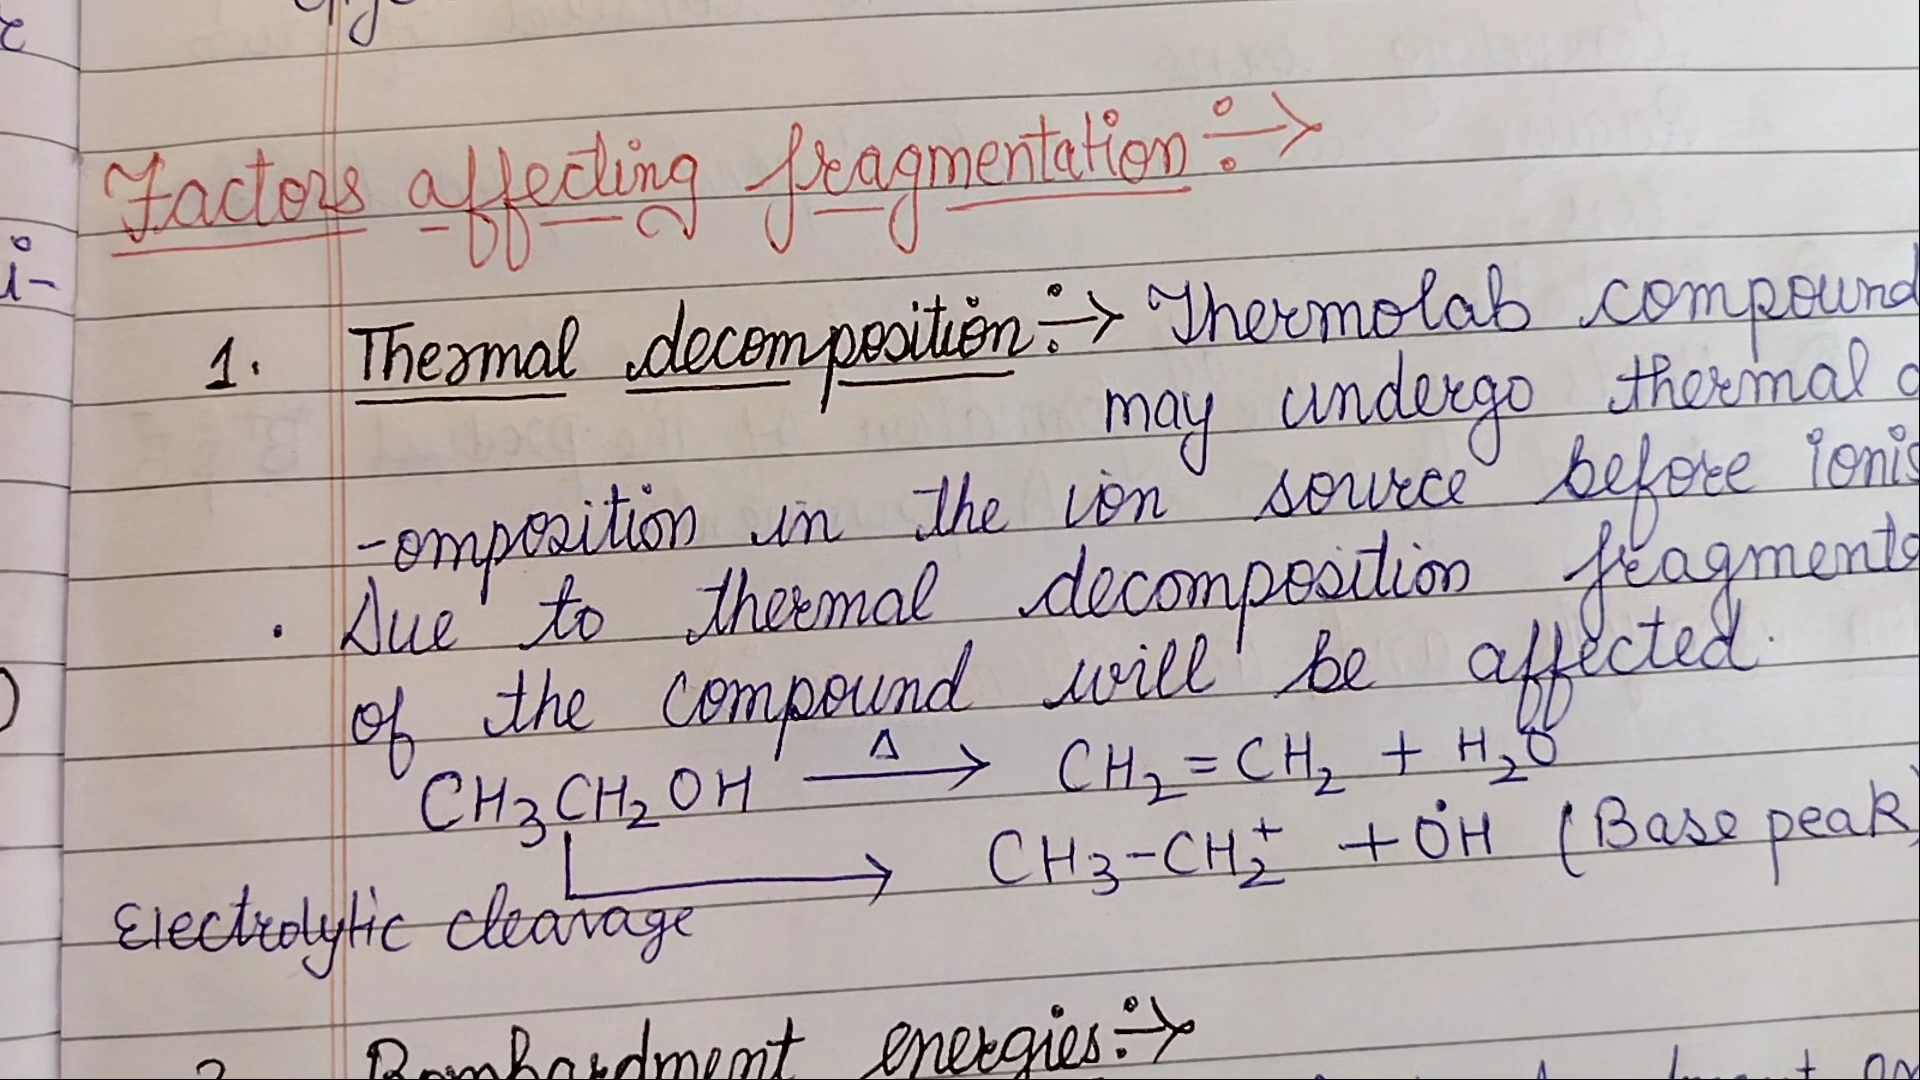 Factors affecting fragmentation :→
1. Thermal decomposition :→ Thermolab compound
may undergo thermal
-omposition in the ion source before ionis
. Due to thermal decomposition fragments
of the compound will be affected.
CH3CH2OH Δ→ CH2=CH2 + H2O
→ CH3-CH2+ + ȮH (Base peak)
Electrolytic cleavage
Bombardment energies :→